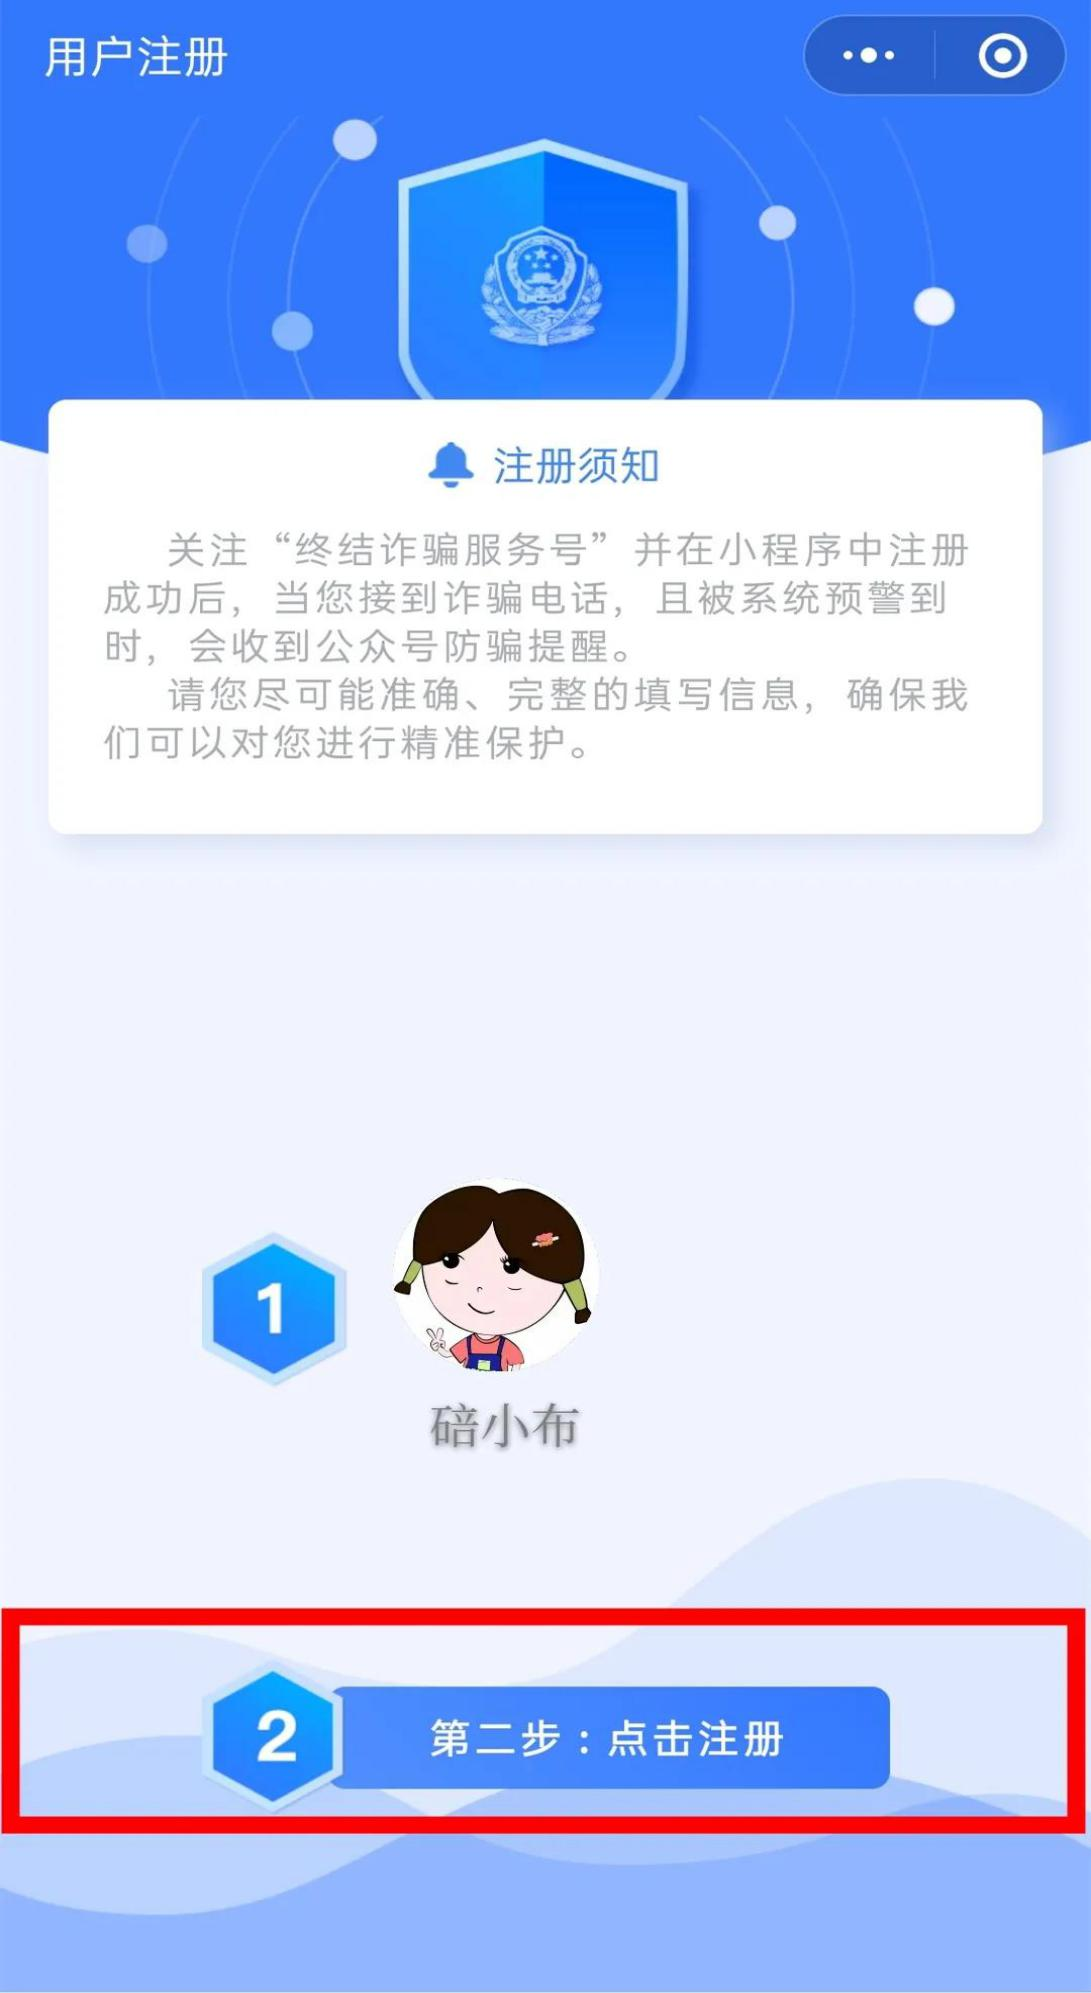 用户注册
注册须知
关注“终结诈骗服务号”并在小程序中注册
成功后，当您接到诈骗电话，且被系统预警到
时，会收到公众号防骗提醒。
请您尽可能准确、完整的填写信息，确保我
们可以对您进行精准保护。
1
碚小布
2
第二步：点击注册